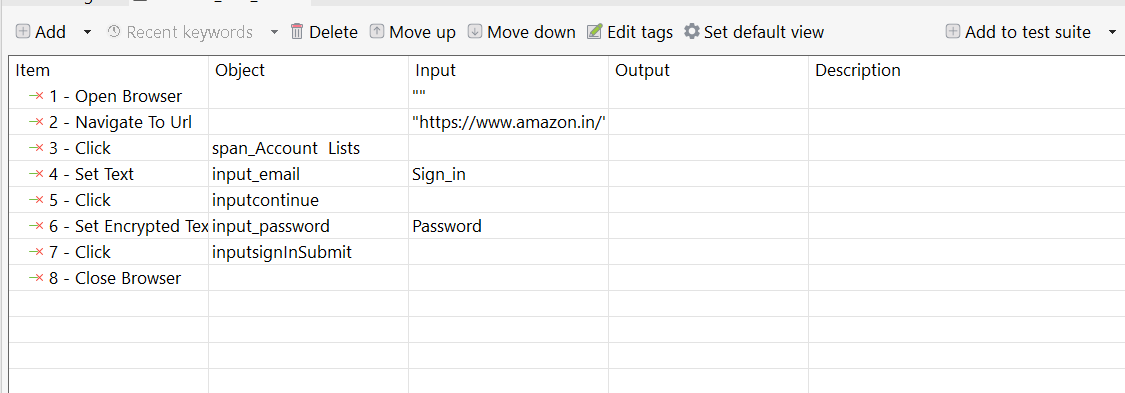 Add Recent keywords Delete Move up Move down Edit tags Set default view Add to test suite
Item Object Input Output Description
1 - Open Browser ""
2 - Navigate To Url "https://www.amazon.in/"
3 - Click span_Account Lists
4 - Set Text input_email Sign_in
5 - Click inputcontinue
6 - Set Encrypted Tex input_password Password
7 - Click inputsignInSubmit
8 - Close Browser